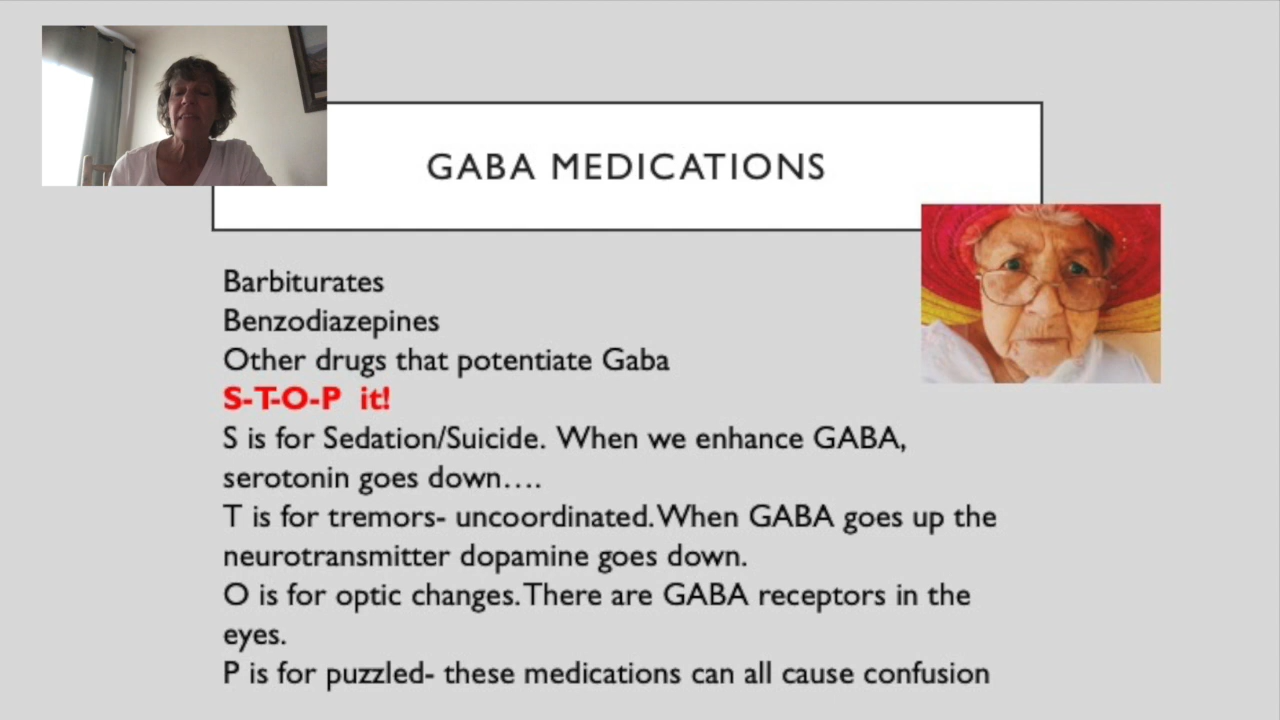 GABA MEDICATIONS
Barbiturates
Benzodiazepines
Other drugs that potentiate Gaba
S-T-O-P it!
S is for Sedation/Suicide. When we enhance GABA,
serotonin goes down....
T is for tremors- uncoordinated. When GABA goes up the
neurotransmitter dopamine goes down.
O is for optic changes. There are GABA receptors in the
eyes.
P is for puzzled- these medications can all cause confusion